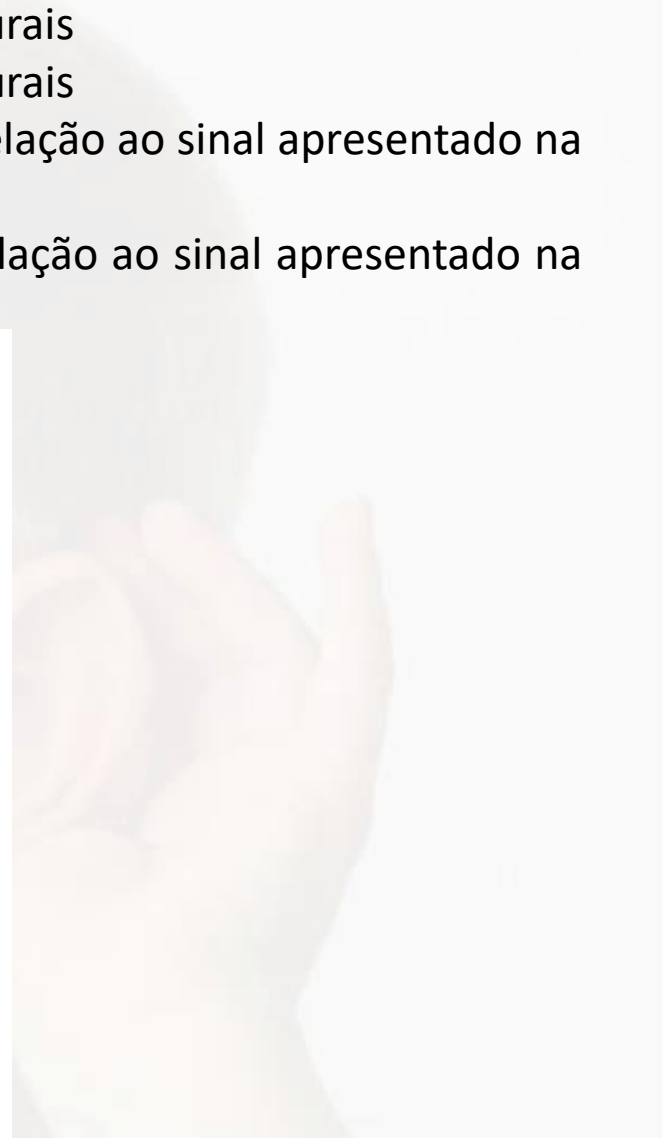 urais
urais
elação ao sinal apresentado na
lação ao sinal apresentado na